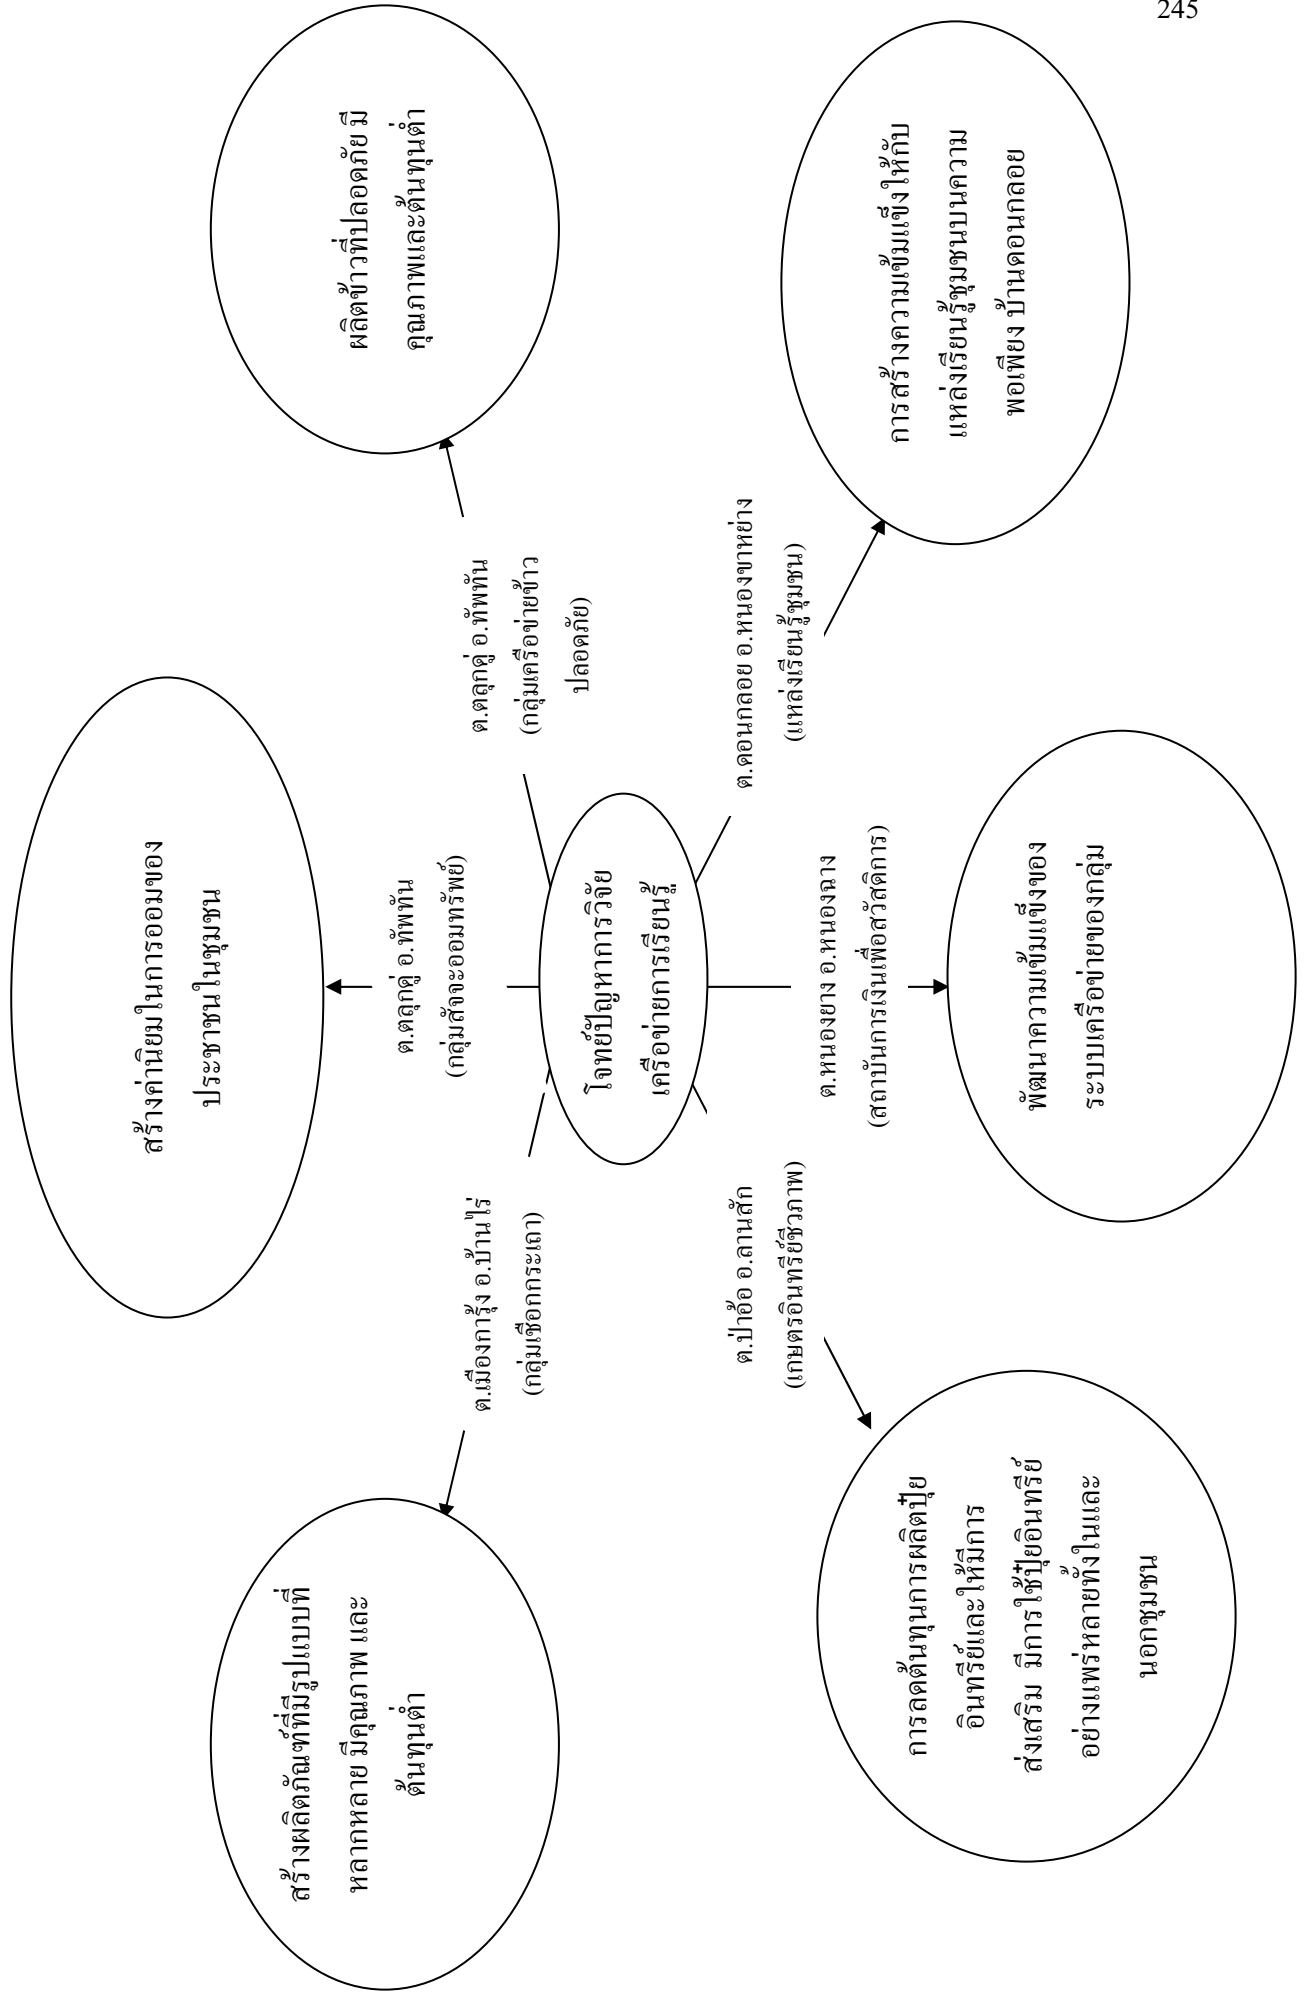 245
สร้างผลิตภัณฑ์ที่มีรูปแบบที่
หลากหลาย มีคุณภาพ และ
ต้นทุนต่ำ
สร้างค่านิยมในการออมของ
ประชาชนในชุมชน
ผลิตข้าวที่ปลอดภัย มี
คุณภาพและต้นทุนต่ำ
ต.เมืองการุ้ง อ.บ้านไร่
(กลุ่มเชือกกระเถา)
ต.ตลุกดู่ อ.ทัพทัน
(กลุ่มสัจจะออมทรัพย์)
ต.ตลุกดู่ อ.ทัพทัน
(กลุ่มเครือข่ายข้าว
ปลอดภัย)
โจทย์ปัญหาการวิจัย
เครือข่ายการเรียนรู้
ต.ป่าอ้อ อ.ลานสัก
(เกษตรอินทรีย์ชีวภาพ)
ต.หนองยาง อ.หนองฉาง
(สถาบันการเงินเพื่อสวัสดิการ)
ต.ดอนกลอย อ.หนองขาหย่าง
(แหล่งเรียนรู้ชุมชน)
การลดต้นทุนการผลิตปุ๋ย
อินทรีย์และให้มีการ
ส่งเสริม มีการใช้ปุ๋ยอินทรีย์
อย่างแพร่หลายทั้งในและ
นอกชุมชน
พัฒนาความเข้มแข็งของ
ระบบเครือข่ายของกลุ่ม
การสร้างความเข้มแข็งให้กับ
แหล่งเรียนรู้ชุมชนบนความ
พอเพียง บ้านดอนกลอย